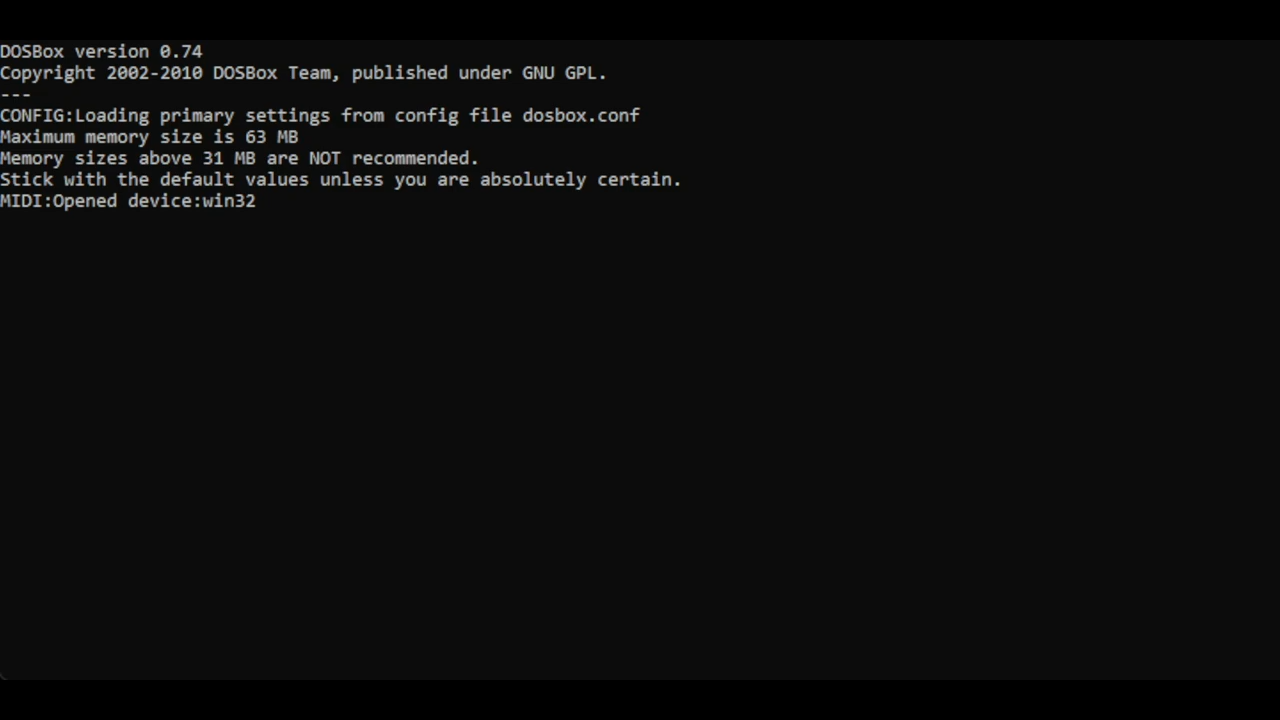 DOSBox version 0.74
Copyright 2002-2010 DOSBox Team, published under GNU GPL.
---
CONFIG:Loading primary settings from config file dosbox.conf
Maximum memory size is 63 MB
Memory sizes above 31 MB are NOT recommended.
Stick with the default values unless you are absolutely certain.
MIDI:Opened device:win32